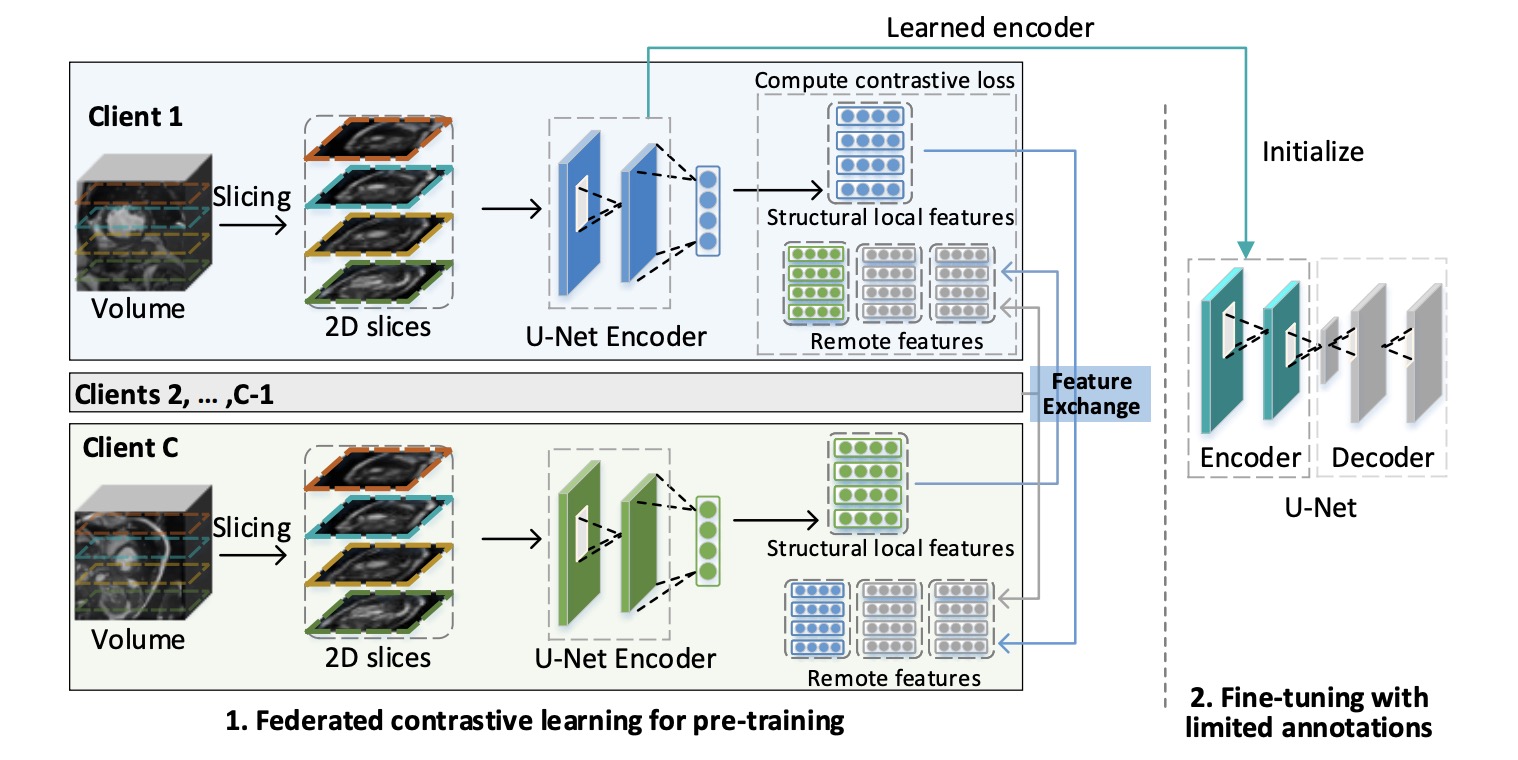 Learned encoder
Client 1
Compute contrastive loss
Slicing
Volume
2D slices
U-Net Encoder
Structural local features
Remote features
Initialize
Clients 2, ... ,C-1
Feature
Exchange
Client C
Slicing
Volume
2D slices
U-Net Encoder
Structural local features
Remote features
Encoder
Decoder
U-Net
1. Federated contrastive learning for pre-training
2. Fine-tuning with
limited annotations